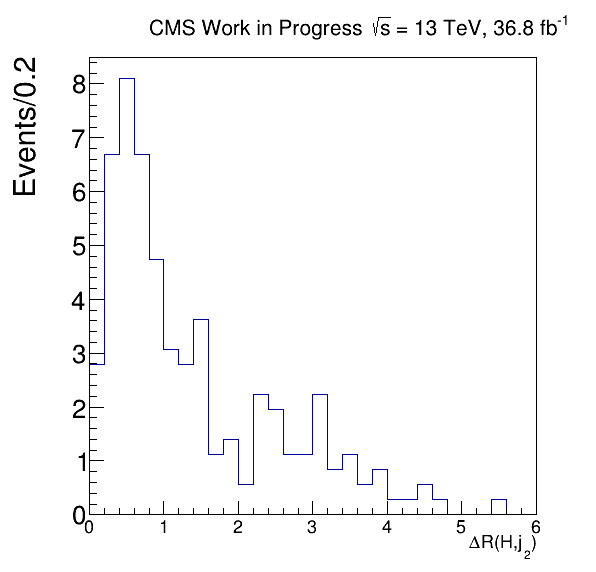 CMS Work in Progress √s = 13 TeV, 36.8 fb⁻¹
Events/0.2
8
7
6
5
4
3
2
1
0
0 1 2 3 4 5 6
ΔR(H,j₂)